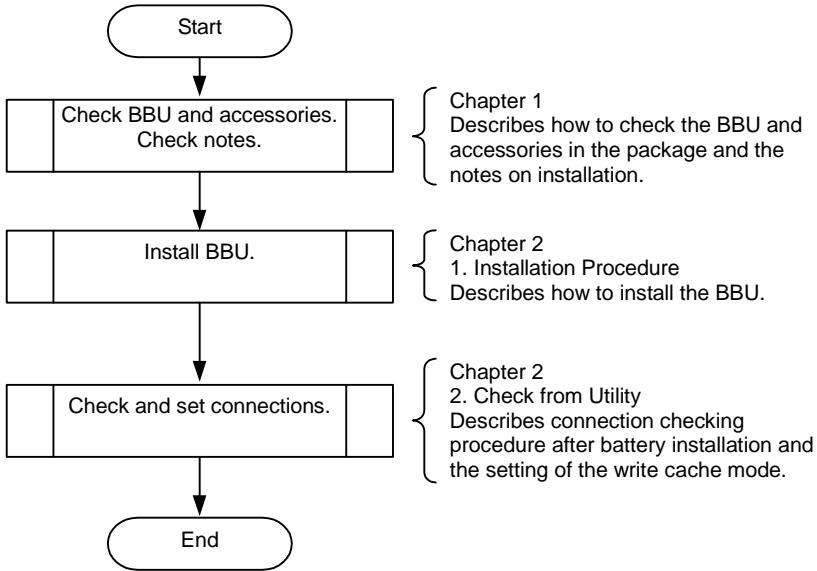 Start
Check BBU and accessories.
Check notes.
Chapter 1
Describes how to check the BBU and
accessories in the package and the
notes on installation.
Install BBU.
Chapter 2
1. Installation Procedure
Describes how to install the BBU.
Check and set connections.
Chapter 2
2. Check from Utility
Describes connection checking
procedure after battery installation and
the setting of the write cache mode.
End